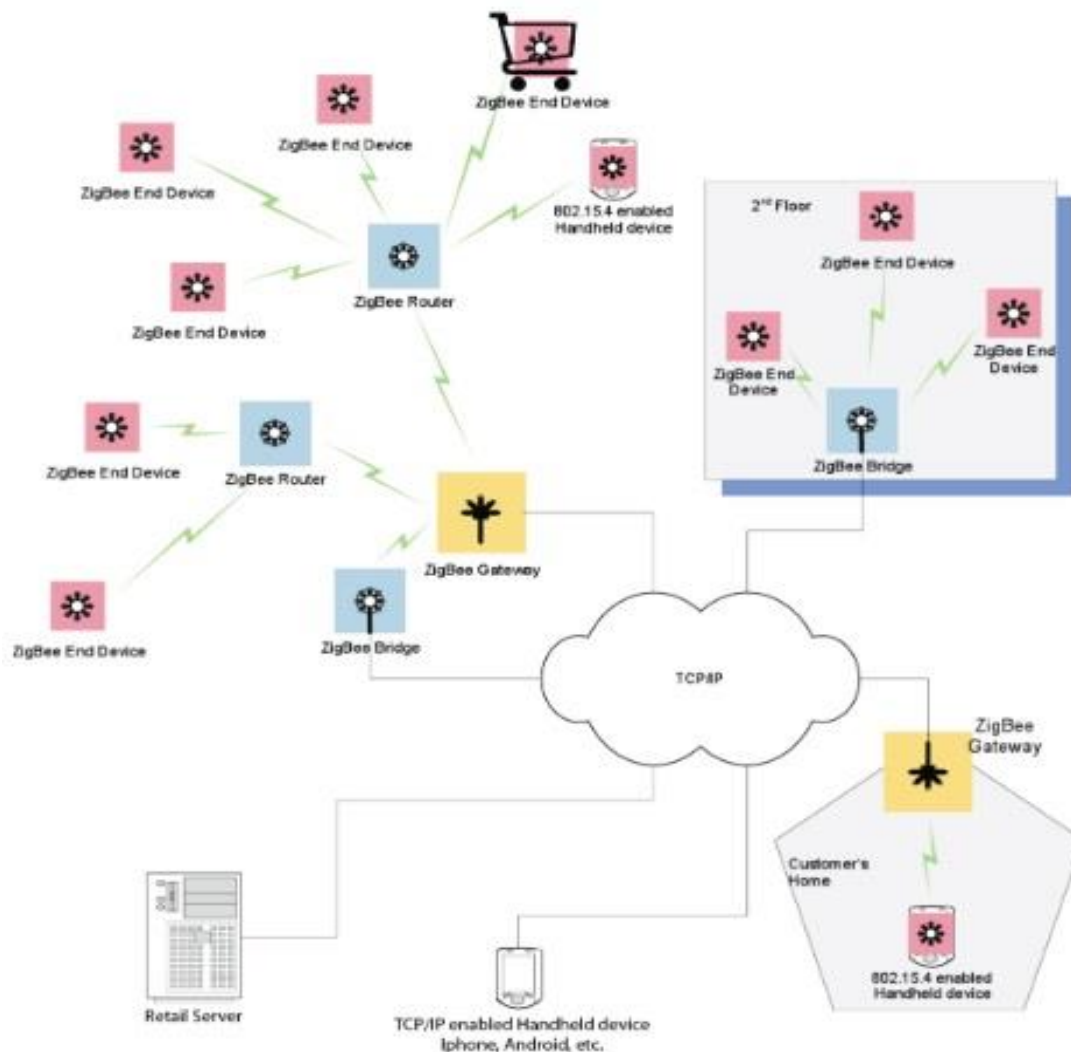 ZigBee End Device
ZigBee End Device
ZigBee End Device
802.15.4 enabled
Handheld device
ZigBee Router
ZigBee End Device
2nd Floor
ZigBee End Device
ZigBee End
Device
ZigBee End
Device
ZigBee Bridge
ZigBee End Device
ZigBee Router
ZigBee Gateway
ZigBee End Device
ZigBee Bridge
TCP/IP
ZigBee
Gateway
Customer's
Home
802.15.4 enabled
Handheld device
Retail Server
TCP/IP enabled Handheld device
Iphone, Android, etc.